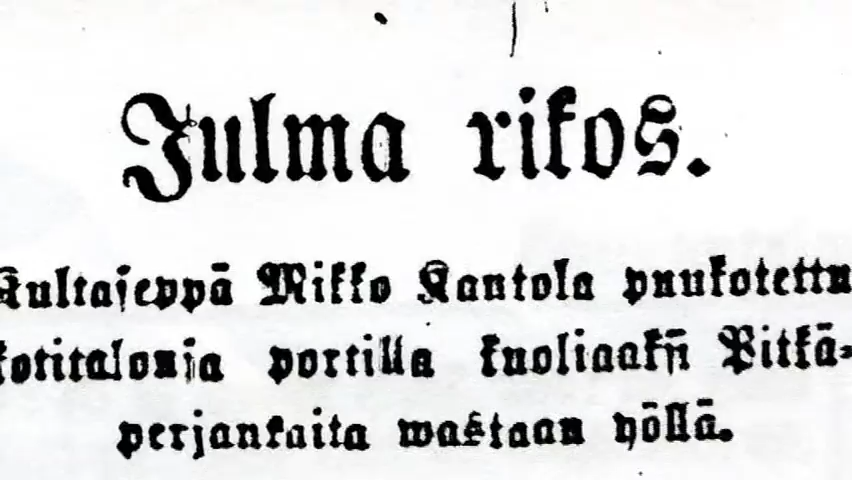 Julma rikos.
Kultaseppä Mikko Kantola puukotettu
kotitalonsa portilla kuoliaaksi Pitkä-
perjantaita wastaan yöllä.